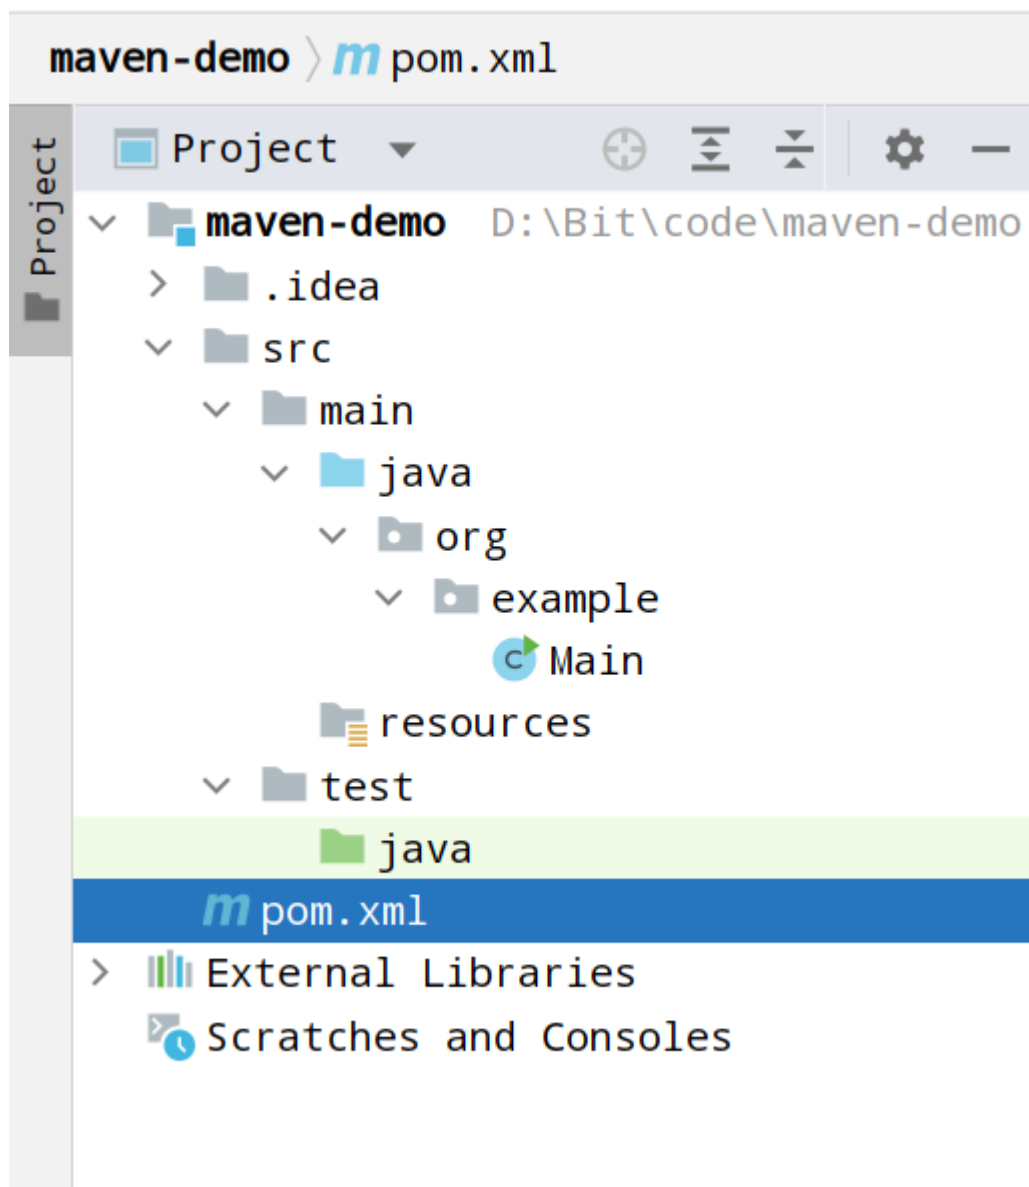 maven-demo pom.xml
Project
Project
maven-demo D:\Bit\code\maven-demo
.idea
src
main
java
org
example
Main
resources
test
java
pom.xml
External Libraries
Scratches and Consoles